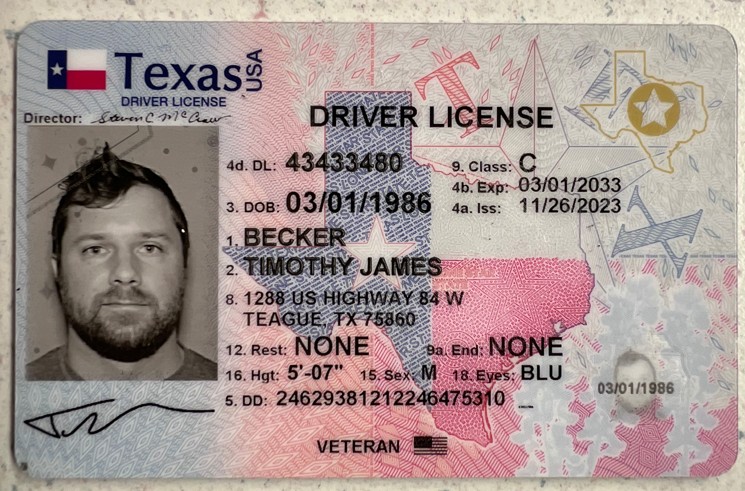 Texas USA
DRIVER LICENSE
Director: Steven C McCraw
DRIVER LICENSE
4d. DL: 43433480 9. Class: C
4b. Exp: 03/01/2033
3. DOB: 03/01/1986 4a. Iss: 11/26/2023
1. BECKER
2. TIMOTHY JAMES
8. 1288 US HIGHWAY 84 W
TEAGUE, TX 75860
12. Rest: NONE 9a. End: NONE
16. Hgt: 5'-07" 15. Sex: M 18. Eyes: BLU
03/01/1986
5. DD: 24629381212246475310
VETERAN